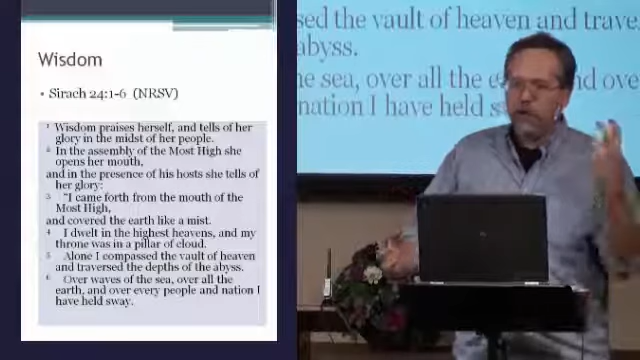 Wisdom
• Sirach 24:1-6 (NRSV)
1 Wisdom praises herself, and tells of her
glory in the midst of her people.
2 In the assembly of the Most High she
opens her mouth,
and in the presence of his hosts she tells of
her glory:
3 "I came forth from the mouth of the
Most High,
and covered the earth like a mist.
4 I dwelt in the highest heavens, and my
throne was in a pillar of cloud.
5 Alone I compassed the vault of heaven
and traversed the depths of the abyss.
6 Over waves of the sea, over all the
earth, and over every people and nation I
have held sway.
sed the vault of heaven and trave
abyss.
he sea, over all the e nd ove
nation I have held s